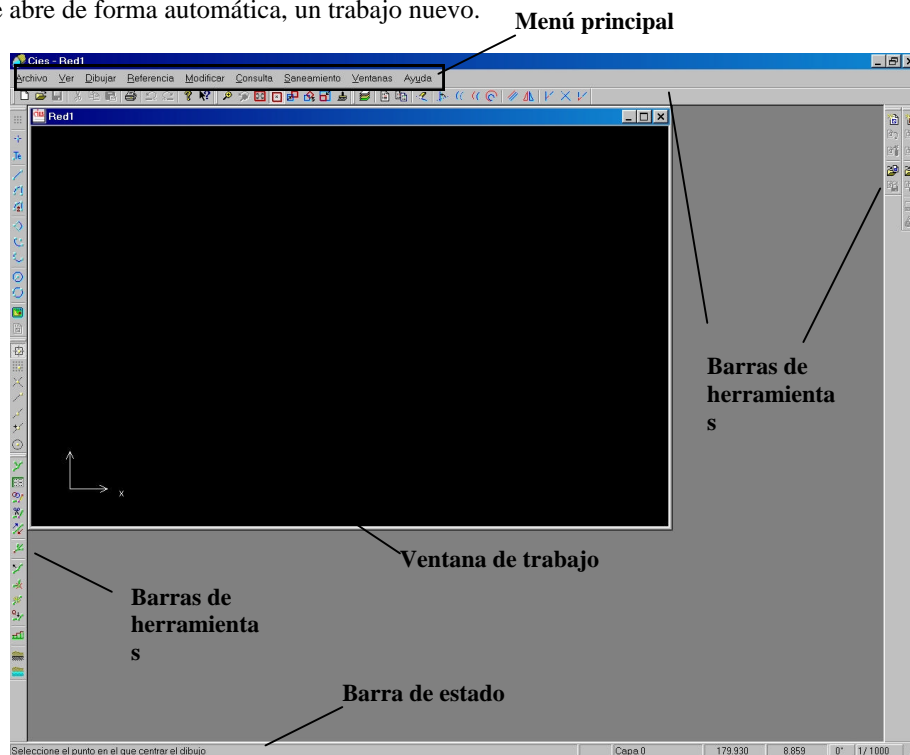 e abre de forma automática, un trabajo nuevo.
Menú principal
Cies - Red1
Archivo Ver Dibujar Referencia Modificar Consulta Saneamiento Ventanas Ayuda
Red1
Te
Barras de
herramienta
s
x
Ventana de trabajo
Barras de
herramienta
s
Barra de estado
Seleccione el punto en el que centrar el dibujo Capa 0 179.930 8.859 0° 1/1000